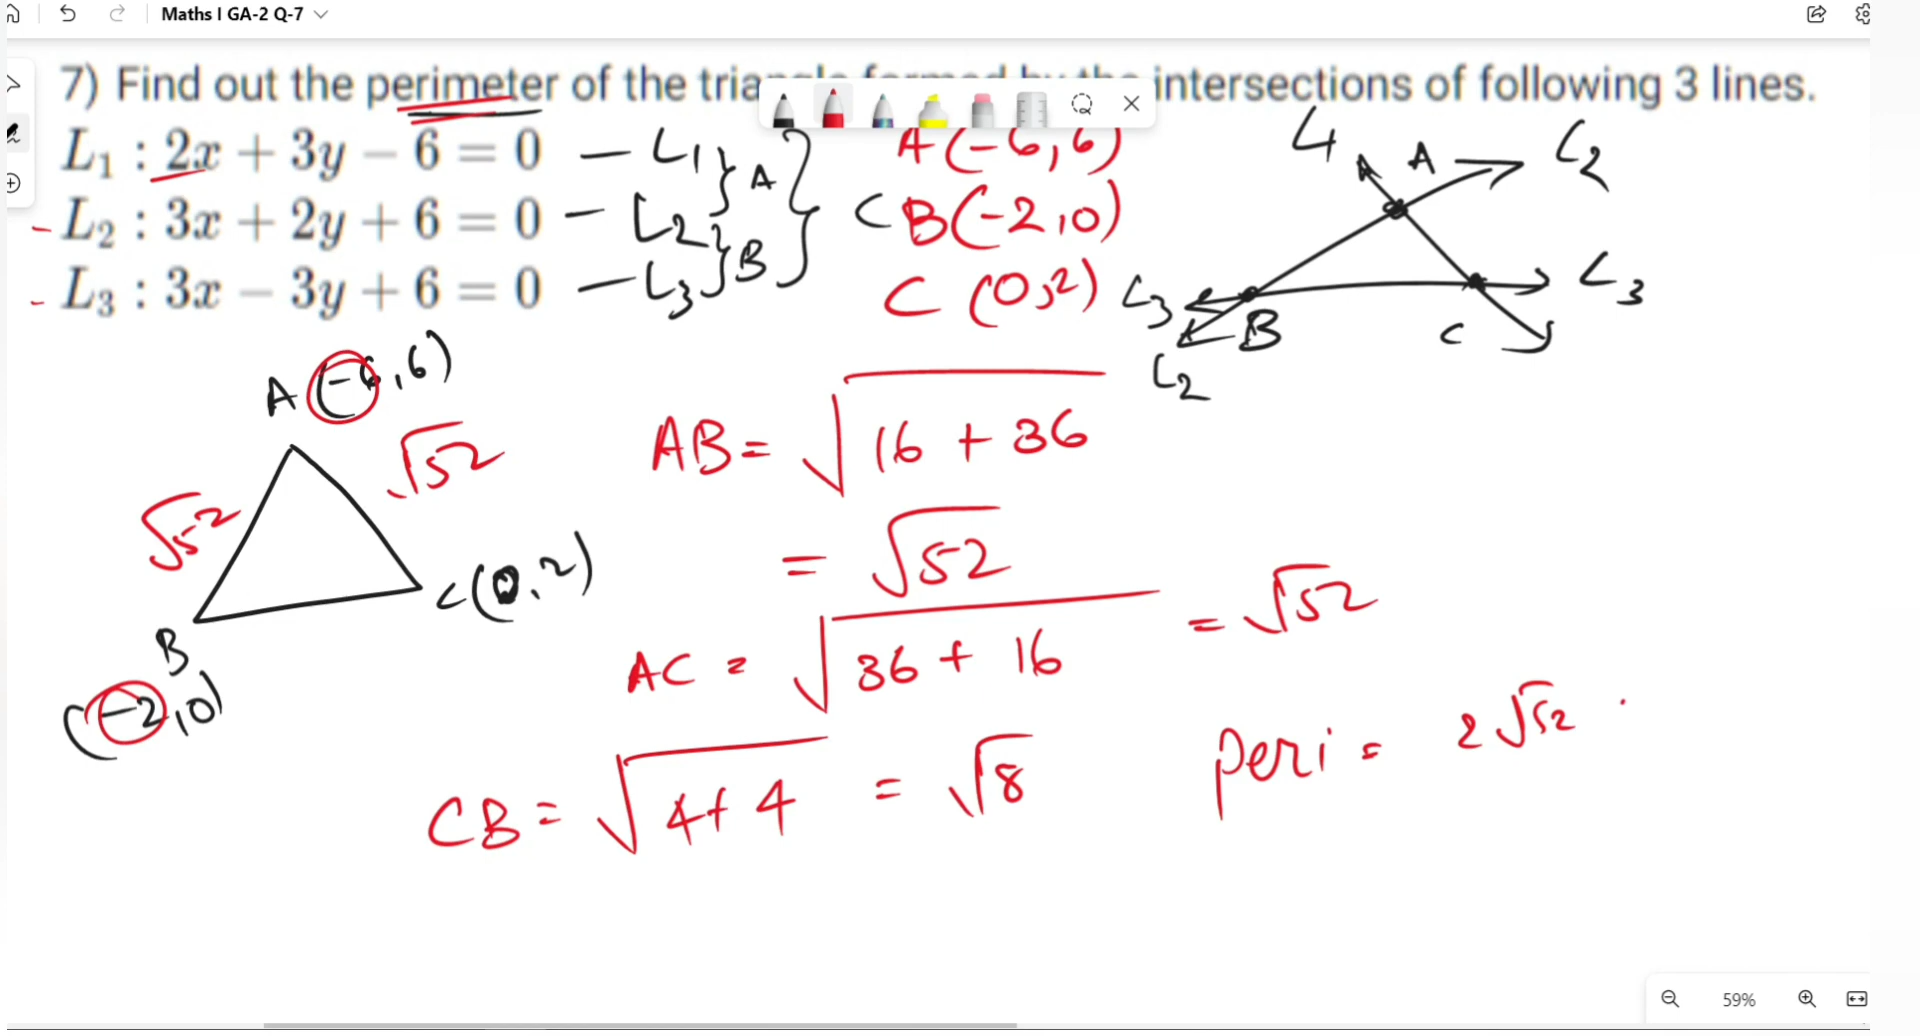 Maths I GA-2 Q-7
7) Find out the perimeter of the tria intersections of following 3 lines.
L₁ : 2x + 3y − 6 = 0 — L₁ } A
L₂ : 3x + 2y + 6 = 0 — L₂ } B } C
L₃ : 3x − 3y + 6 = 0 — L₃
A (-6, 6)
B (-2, 0)
C (0, 2)
L₁ A L₂
L₃ B C L₃
L₂
A (-6, 6)
√52 √52
B (-2, 0)
C (0, 2)
AB = √16 + 36
= √52
AC = √36 + 16 = √52
CB = √4+4 = √8
peri = 2√52
59%